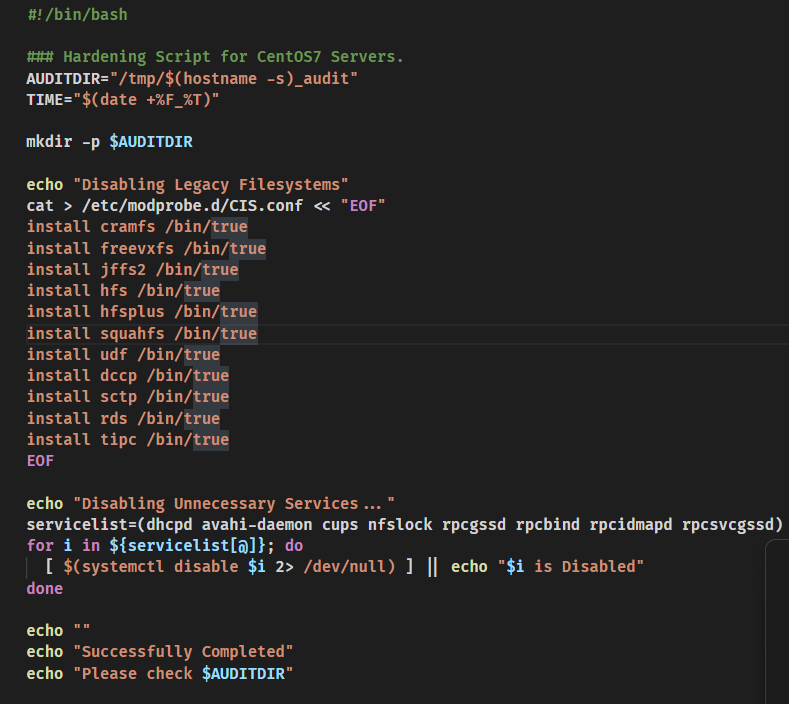 #!/bin/bash

### Hardening Script for CentOS7 Servers.
AUDITDIR="/tmp/$(hostname -s)_audit"
TIME="$(date +%F_%T)"

mkdir -p $AUDITDIR

echo "Disabling Legacy Filesystems"
cat > /etc/modprobe.d/CIS.conf << "EOF"
install cramfs /bin/true
install freevxfs /bin/true
install jffs2 /bin/true
install hfs /bin/true
install hfsplus /bin/true
install squahfs /bin/true
install udf /bin/true
install dccp /bin/true
install sctp /bin/true
install rds /bin/true
install tipc /bin/true
EOF

echo "Disabling Unnecessary Services..."
servicelist=(dhcpd avahi-daemon cups nfslock rpcgssd rpcbind rpcidmapd rpcsvcgssd)
for i in ${servicelist[@]}; do
  [ $(systemctl disable $i 2> /dev/null) ] || echo "$i is Disabled"
done

echo ""
echo "Successfully Completed"
echo "Please check $AUDITDIR"